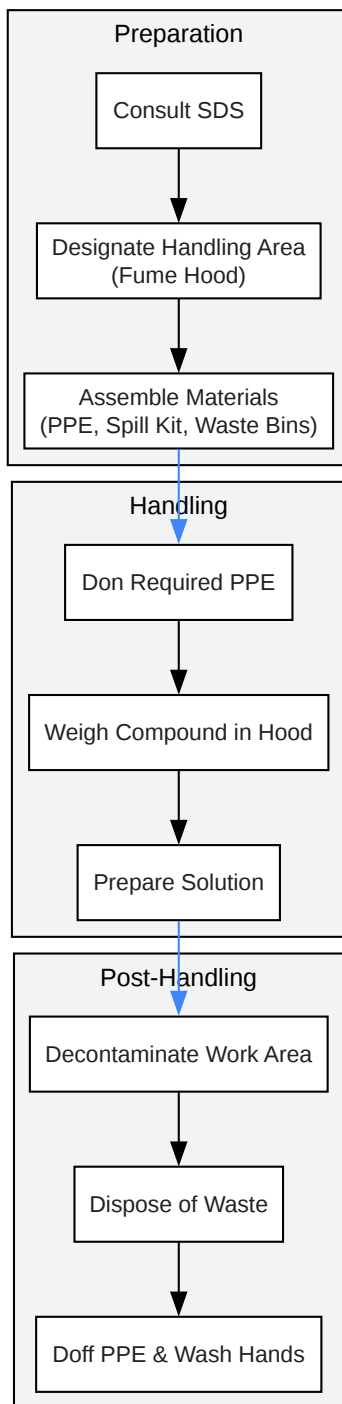 Preparation
Consult SDS
Designate Handling Area
(Fume Hood)
Assemble Materials
(PPE, Spill Kit, Waste Bins)
Handling
Don Required PPE
Weigh Compound in Hood
Prepare Solution
Post-Handling
Decontaminate Work Area
Dispose of Waste
Doff PPE & Wash Hands